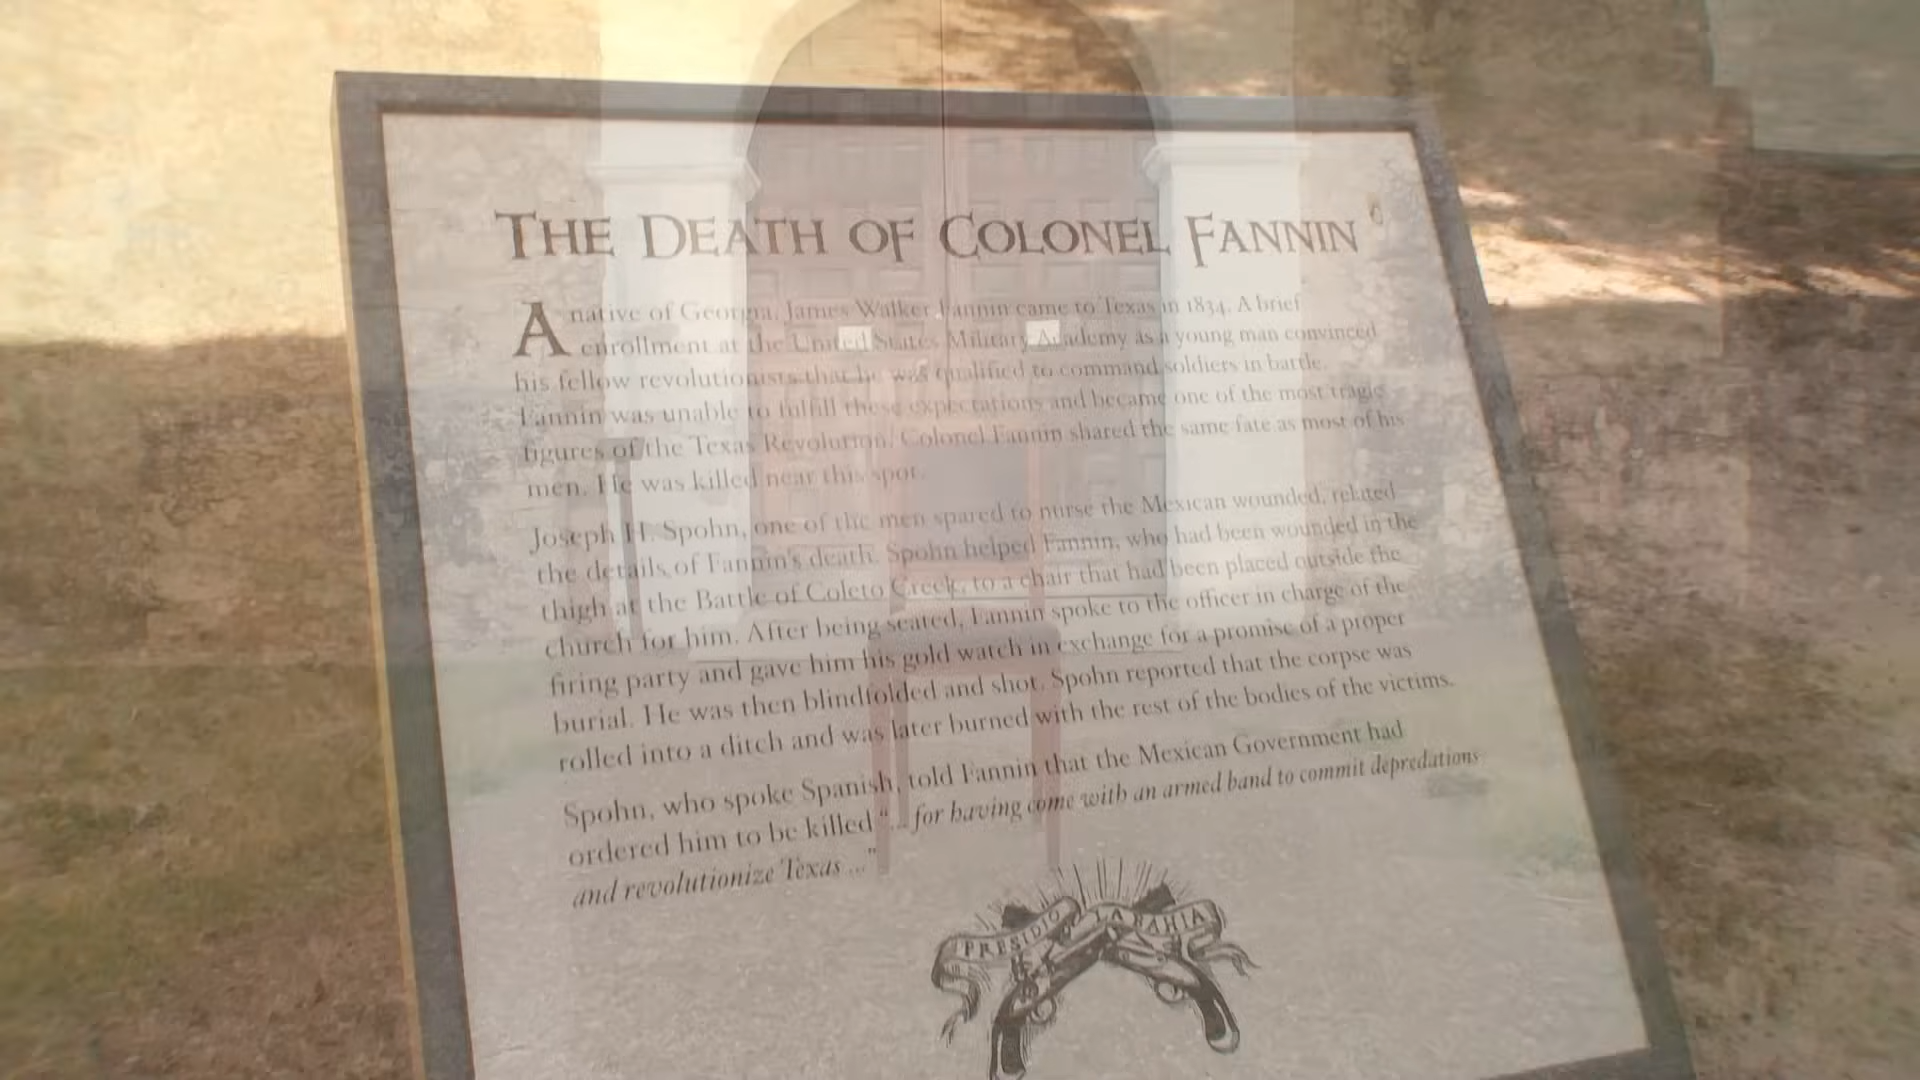 THE DEATH OF COLONEL FANNIN
A native of Georgia, James Walker Fannin came to Texas in 1834. A brief
enrollment at the United States Military Academy as a young man convinced
his fellow revolutionists that he was qualified to command soldiers in battle.
Fannin was unable to fulfill these expectations and became one of the most tragic
figures of the Texas Revolution. Colonel Fannin shared the same fate as most of his
men. He was killed near this spot.
Joseph H. Spohn, one of the men spared to nurse the Mexican wounded, related
the details of Fannin's death. Spohn helped Fannin, who had been wounded in the
thigh at the Battle of Coleto Creek, to a chair that had been placed outside the
church for him. After being seated, Fannin spoke to the officer in charge of the
firing party and gave him his gold watch in exchange for a promise of a proper
burial. He was then blindfolded and shot. Spohn reported that the corpse was
rolled into a ditch and was later burned with the rest of the bodies of the victims.
Spohn, who spoke Spanish, told Fannin that the Mexican Government had
ordered him to be killed "... for having come with an armed band to commit depredations
and revolutionize Texas ..."
PRESIDIO LA BAHIA